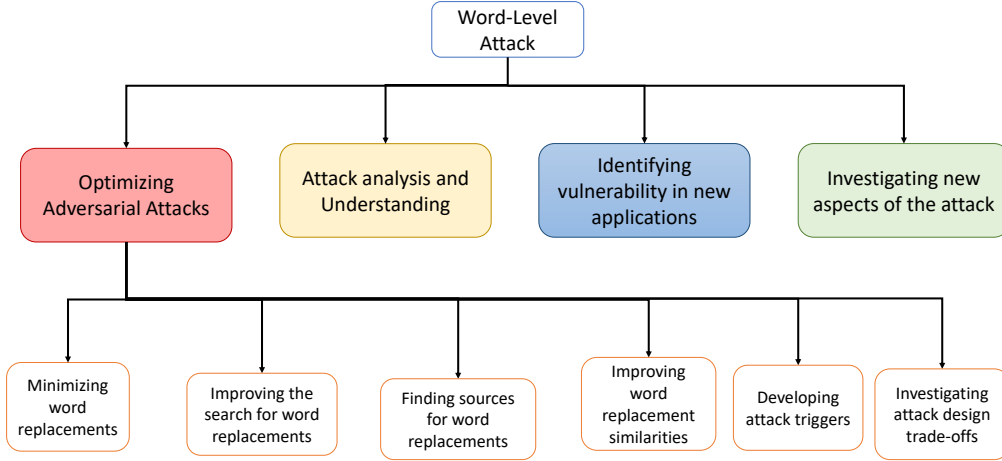 Word-Level
Attack
Optimizing
Adversarial Attacks
Attack analysis and
Understanding
Identifying
vulnerability in new
applications
Investigating new
aspects of the attack
Minimizing
word
replacements
Improving the
search for word
replacements
Finding sources
for word
replacements
Improving
word
replacement
similarities
Developing
attack triggers
Investigating
attack design
trade-offs